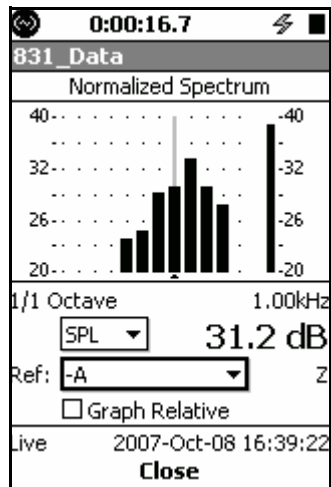 0:00:16.7
831_Data
Normalized Spectrum
40 -40
32 -32
26 -26
20 -20
1/1 Octave 1.00kHz
SPL 31.2 dB
Ref: -A Z
Graph Relative
Live 2007-Oct-08 16:39:22
Close